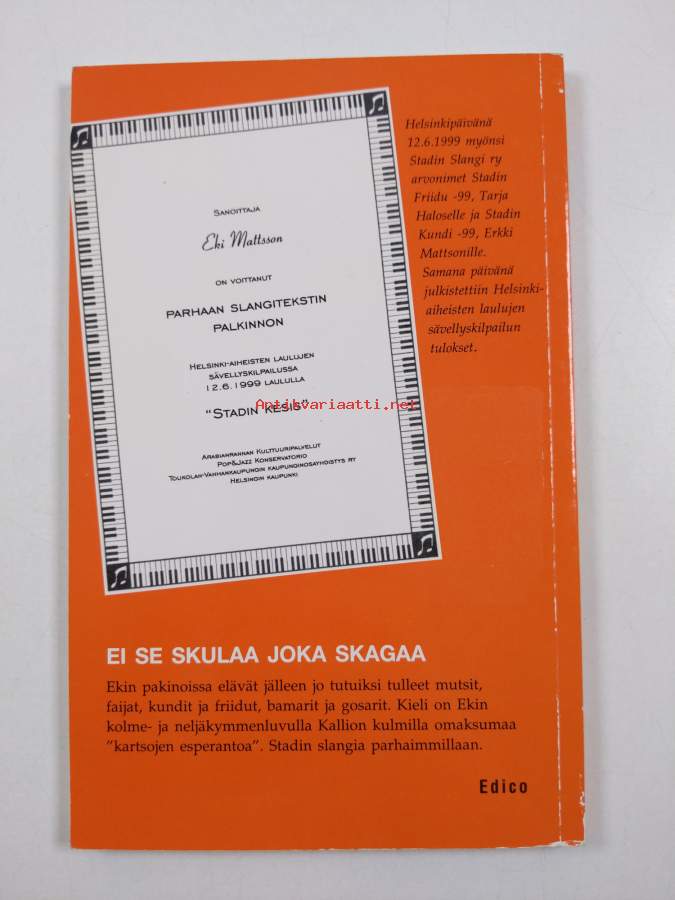 Sanoittaja
Eki Mattsson
on voittanut
parhaan slangitekstin
palkinnon
Helsinki-aiheisten laulujen
sävellyskilpailussa
12.6.1999 laululla
"Stadin kesis"
Arabianrannan Kulttuuripalvelut
Pop&Jazz Konservatorio
Toukolan-Vanhankaupungin kaupunginosayhdistys ry
Helsingin kaupunki
Helsinkipäivänä
12.6.1999 myönsi
Stadin Slangi ry
arvonimet Stadin
Friidu -99, Tarja
Haloselle ja Stadin
Kundi -99, Erkki
Mattsonille.
Samana päivänä
julkistettiin Helsinki-
aiheisten laulujen
sävellyskilpailun
tulokset.
Antikvariaatti.net
EI SE SKULAA JOKA SKAGAA
Ekin pakinoissa elävät jälleen jo tutuiksi tulleet mutsit,
faijat, kundit ja friidut, bamarit ja gosarit. Kieli on Ekin
kolme- ja neljäkymmenluvulla Kallion kulmilla omaksumaa
"kartsojen esperantoa". Stadin slangia parhaimmillaan.
Edico